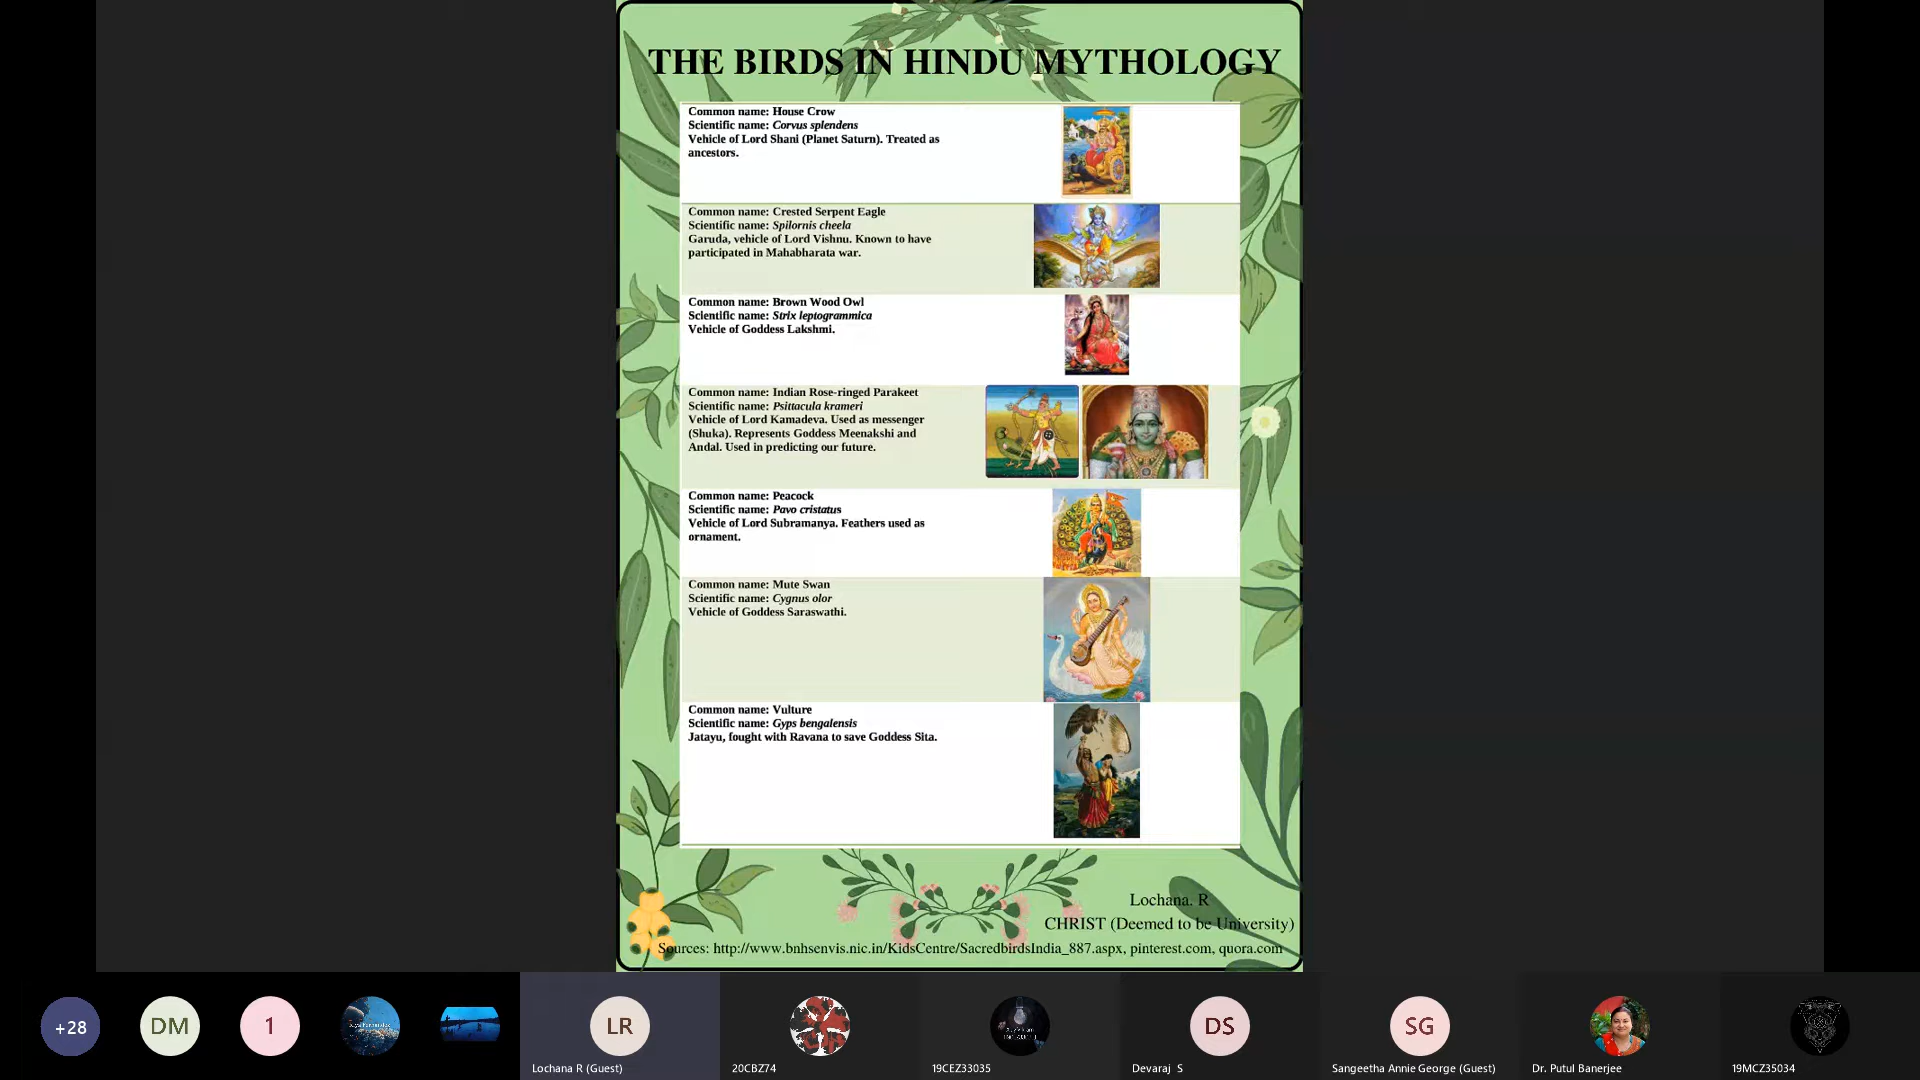 THE BIRDS IN HINDU MYTHOLOGY
Common name: House Crow
Scientific name: Corvus splendens
Vehicle of Lord Shani (Planet Saturn). Treated as
ancestors.
Common name: Crested Serpent Eagle
Scientific name: Spilornis cheela
Garuda, vehicle of Lord Vishnu. Known to have
participated in Mahabharata war.
Common name: Brown Wood Owl
Scientific name: Strix leptogrammica
Vehicle of Goddess Lakshmi.
Common name: Indian Rose-ringed Parakeet
Scientific name: Psittacula krameri
Vehicle of Lord Kamadeva. Used as messenger
(Shuka). Represents Goddess Meenakshi and
Andal. Used in predicting our future.
Common name: Peacock
Scientific name: Pavo cristatus
Vehicle of Lord Subramanya. Feathers used as
ornament.
Common name: Mute Swan
Scientific name: Cygnus olor
Vehicle of Goddess Saraswathi.
Common name: Vulture
Scientific name: Gyps bengalensis
Jatayu, fought with Ravana to save Goddess Sita.
Lochana. R
CHRIST (Deemed to be University)
Sources: http://www.bnhsenvis.nic.in/KidsCentre/SacredbirdsIndia_887.aspx, pinterest.com, quora.com
+28
DM
1
LR
DS
SG
Lochana R (Guest)
20CBZ74
19CEZ33035
Devaraj S
Sangeetha Annie George (Guest)
Dr. Putul Banerjee
19MCZ35034